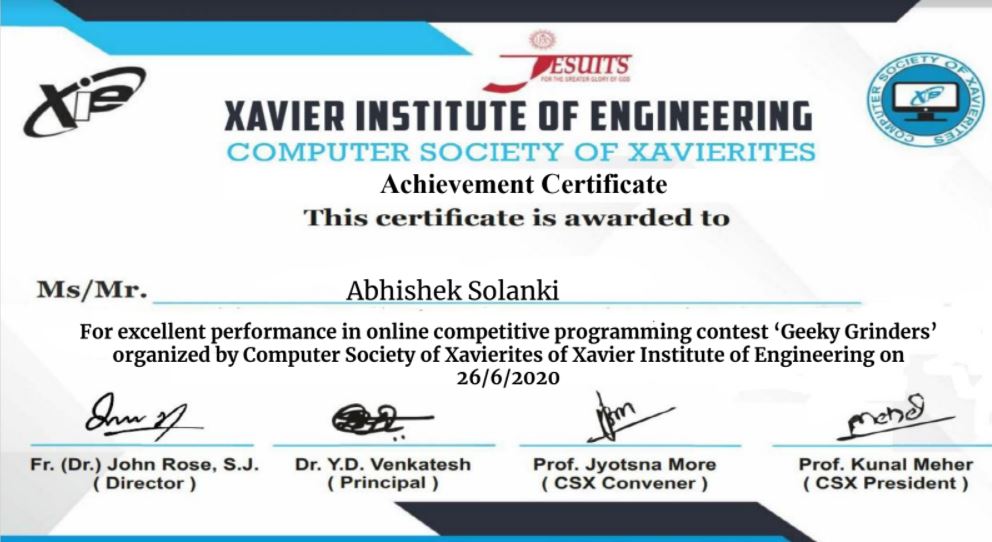 XIE
JESUITS
FOR THE GREATER GLORY OF GOD
COMPUTER SOCIETY OF XAVIERITES
XIE
XAVIER INSTITUTE OF ENGINEERING
COMPUTER SOCIETY OF XAVIERITES
Achievement Certificate
This certificate is awarded to
Ms/Mr. Abhishek Solanki
For excellent performance in online competitive programming contest ‘Geeky Grinders’
organized by Computer Society of Xavierites of Xavier Institute of Engineering on
26/6/2020
Fr. (Dr.) John Rose, S.J.
( Director )
Dr. Y.D. Venkatesh
( Principal )
Prof. Jyotsna More
( CSX Convener )
Prof. Kunal Meher
( CSX President )